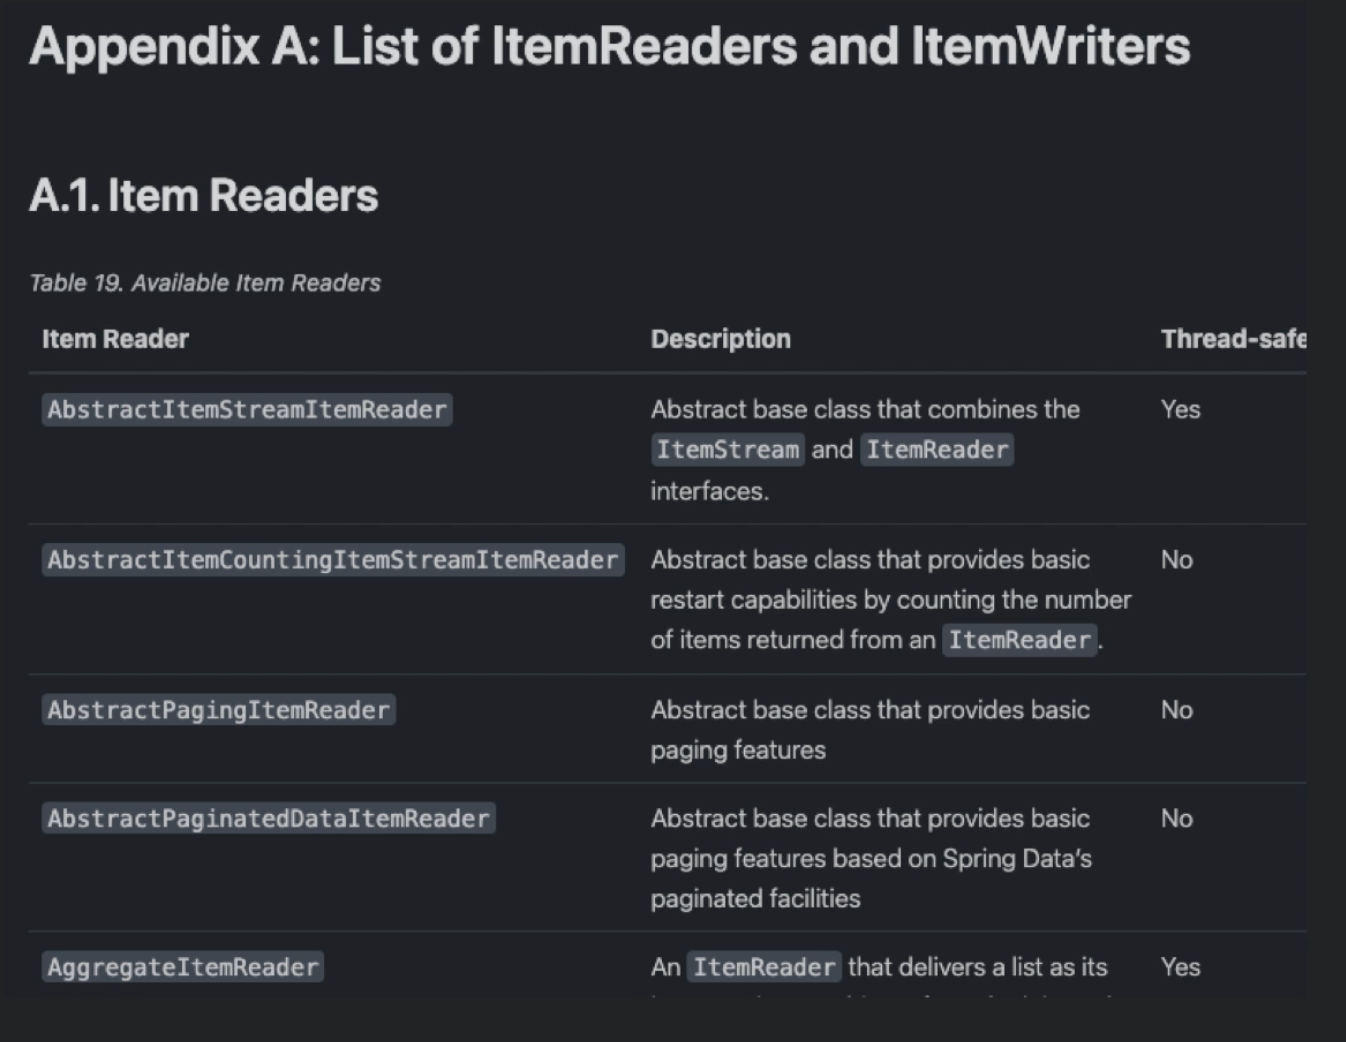 Appendix A: List of ItemReaders and ItemWriters
A.1. Item Readers
Table 19. Available Item Readers
Item Reader Description Thread-safe
AbstractItemStreamItemReader Abstract base class that combines the Yes
ItemStream and ItemReader
interfaces.
AbstractItemCountingItemStreamItemReader Abstract base class that provides basic No
restart capabilities by counting the number
of items returned from an ItemReader.
AbstractPagingItemReader Abstract base class that provides basic No
paging features
AbstractPaginatedDataItemReader Abstract base class that provides basic No
paging features based on Spring Data’s
paginated facilities
AggregateItemReader An ItemReader that delivers a list as its Yes